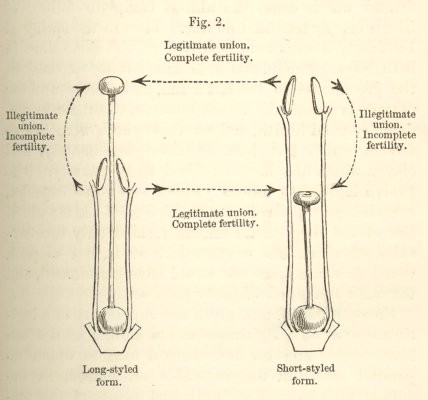 Fig. 2.
Legitimate union.
Complete fertility.
Illegitimate
union.
Incomplete
fertility.
Illegitimate
union.
Incomplete
fertility.
Legitimate union.
Complete fertility.
Long-styled
form.
Short-styled
form.